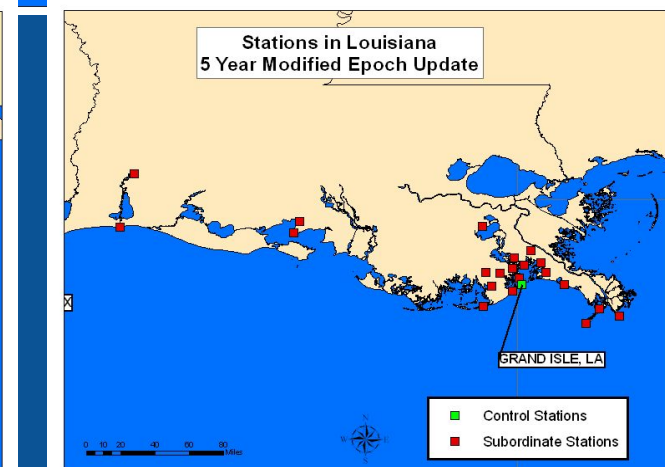 Stations in Louisiana
5 Year Modified Epoch Update
X
GRAND ISLE, LA
Control Stations
Subordinate Stations
0 10 20 40 60 80
Miles
N
W E
S